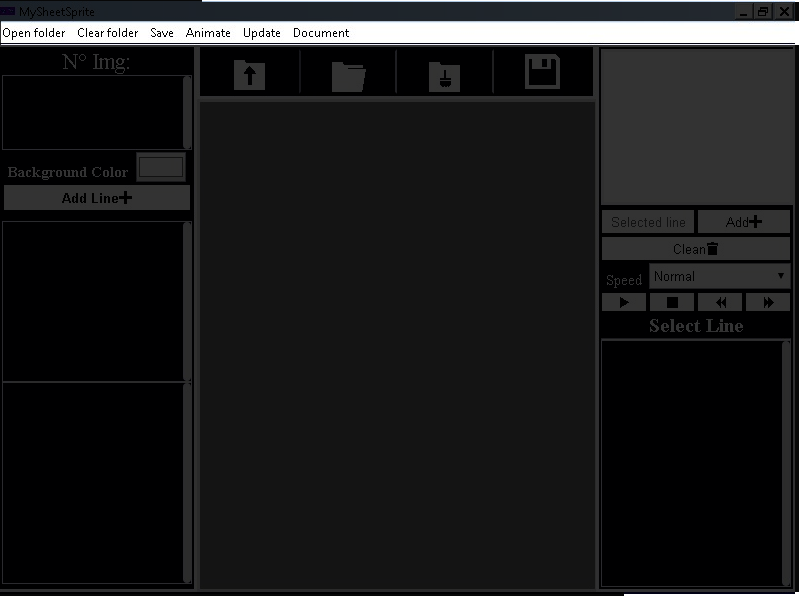 MySheetSprite
Open folder Clear folder Save Animate Update Document
N° Img:
Background Color
Add Line
Selected line Add
Clean
Speed Normal
Select Line